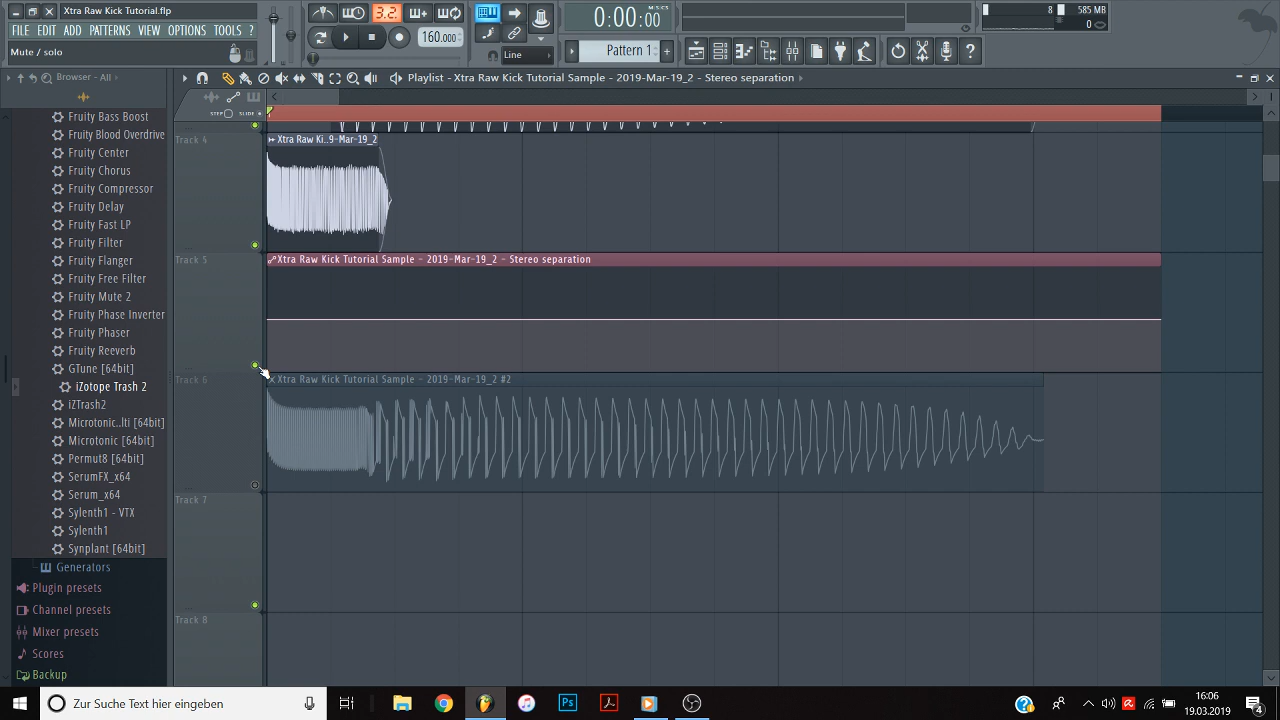 Xtra Raw Kick Tutorial.flp
FILE EDIT ADD PATTERNS VIEW OPTIONS TOOLS ?
Mute / solo
3.2
160.000
0:00:00
M:S:CS
Line
Pattern 1
8
585 MB
0
Browser - All
Playlist - Xtra Raw Kick Tutorial Sample - 2019-Mar-19_2 - Stereo separation
STEP SLIDE
Fruity Bass Boost
Fruity Blood Overdrive
Fruity Center
Fruity Chorus
Fruity Compressor
Fruity Delay
Fruity Fast LP
Fruity Filter
Fruity Flanger
Fruity Free Filter
Fruity Mute 2
Fruity Phase Inverter
Fruity Phaser
Fruity Reeverb
GTune [64bit]
iZotope Trash 2
iZTrash2
Microtonic..lti [64bit]
Microtonic [64bit]
Permut8 [64bit]
SerumFX_x64
Serum_x64
Sylenth1 - VTX
Sylenth1
Synplant [64bit]
Generators
Plugin presets
Channel presets
Mixer presets
Scores
Backup
Track 4
Xtra Raw Ki..9-Mar-19_2
Track 5
Xtra Raw Kick Tutorial Sample - 2019-Mar-19_2 - Stereo separation
Track 6
Xtra Raw Kick Tutorial Sample - 2019-Mar-19_2 #2
Track 7
Track 8
Zur Suche Text hier eingeben
Ps
16:06
19.03.2019